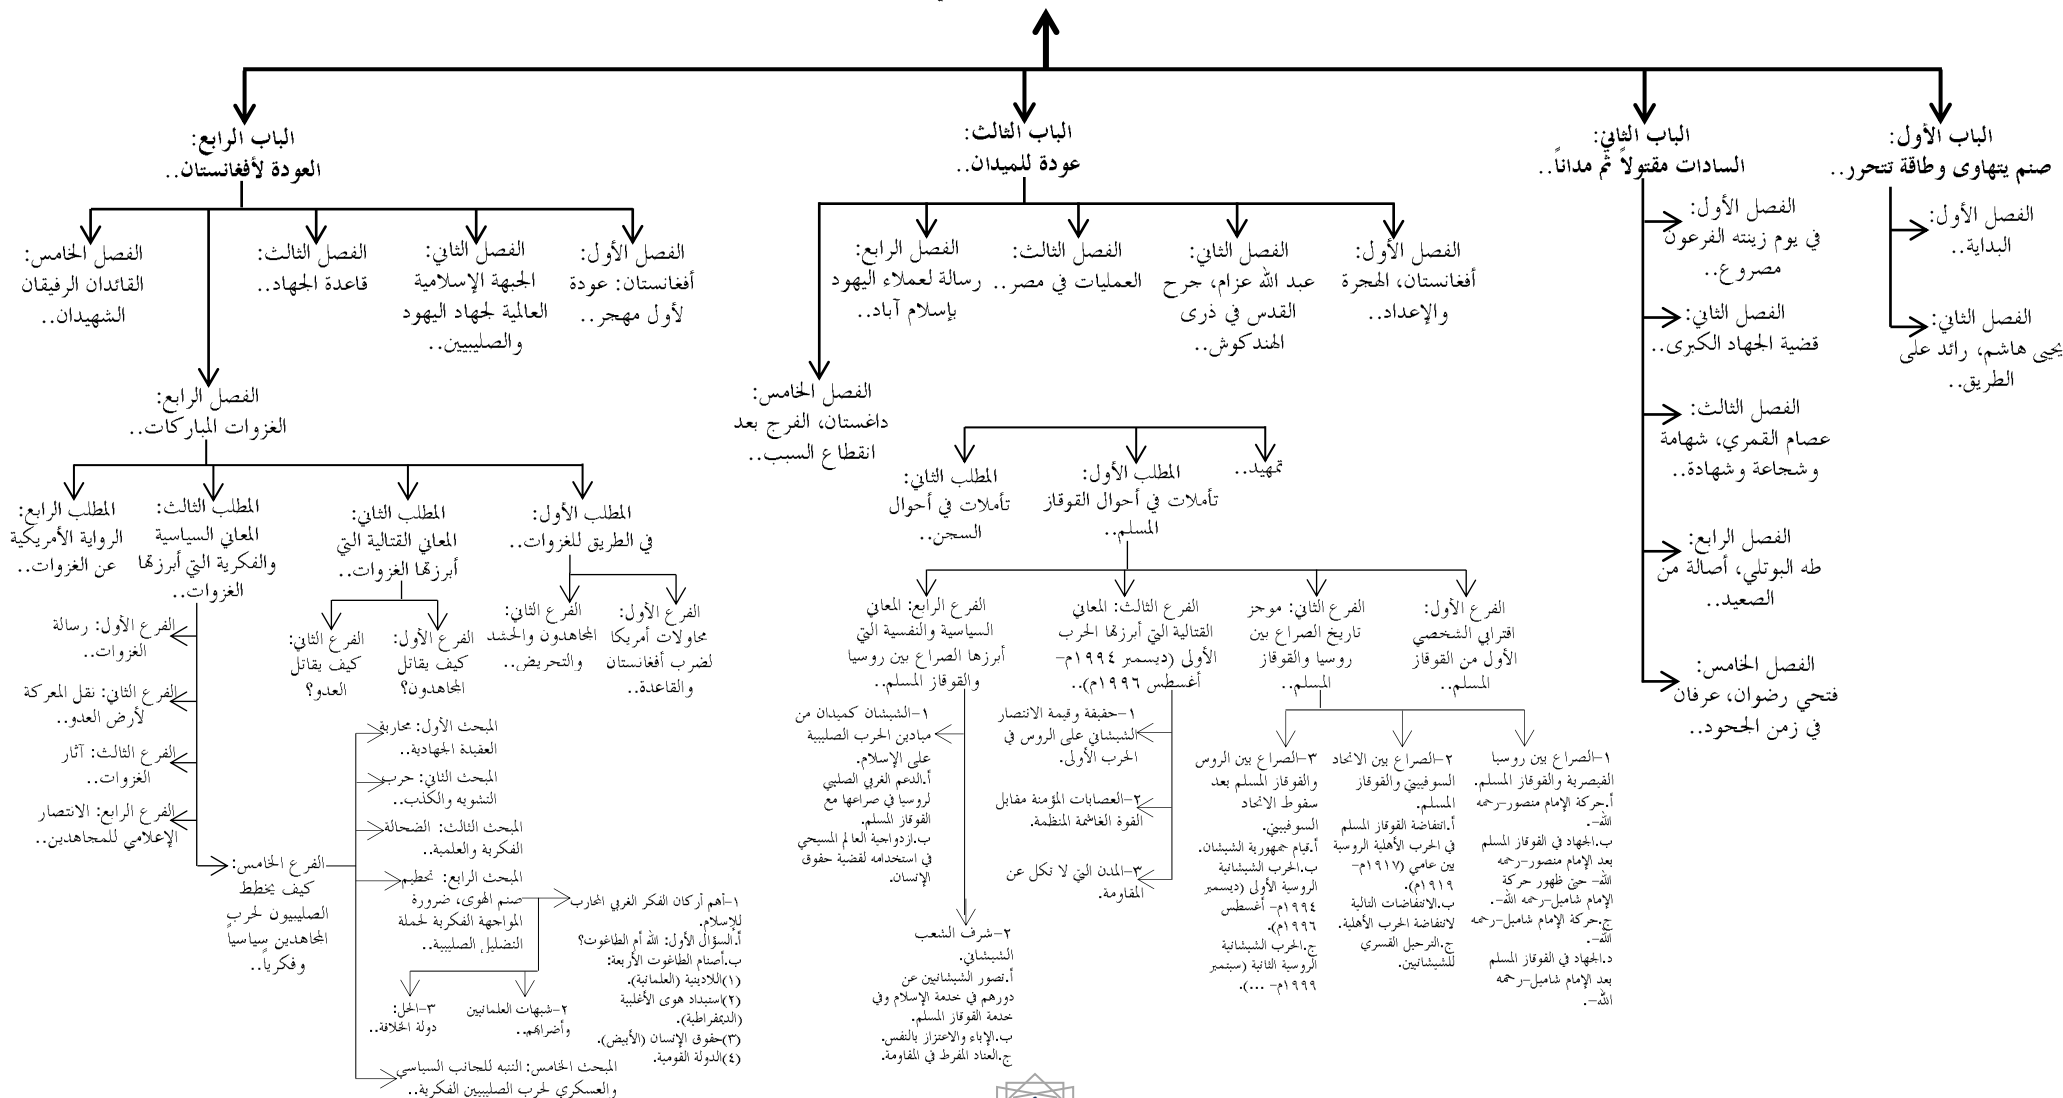 الباب الأول:
صنم يتهاوى وطاقة تتحرر..
الفصل الأول:
البداية..
الفصل الثاني:
يحيى هاشم، رائد على
الطريق..
الباب الثاني:
السادات مقتولاً ثم مداناً..
الفصل الأول:
في يوم زينته الفرعون
مصروع..
الفصل الثاني:
قضية الجهاد الكبرى..
الفصل الثالث:
عصام القمري، شهامة
وشجاعة وشهادة..
الفصل الرابع:
طه البوتلي، أصالة من
الصعيد..
الفصل الخامس:
فتحي رضوان، عرفان
في زمن الجحود..
الباب الثالث:
عودة للميدان..
الفصل الأول:
أفغانستان، الهجرة
والإعداد..
الفصل الثاني:
عبد الله عزام، جرح
القدس في ذرى
الهندكوش..
الفصل الثالث:
العمليات في مصر..
الفصل الرابع:
رسالة لعملاء اليهود
بإسلام آباد..
الفصل الخامس:
داغستان، الفرج بعد
انقطاع السبب..
تمهيد..
المطلب الأول:
تأملات في أحوال القوقاز
المسلم..
الفرع الأول:
اقترابي الشخصي
الأول من القوقاز
المسلم..
الفرع الثاني: موجز
تاريخ الصراع بين
روسيا والقوقاز
المسلم..
١-الصراع بين روسيا
القيصرية والقوقاز المسلم.
أ.حركة الإمام منصور-رحمه
الله-.
ب.الجهاد في القوقاز المسلم
بعد الإمام منصور-رحمه
الله- حتى ظهور حركة
الإمام شاميل-رحمه الله-.
ج.حركة الإمام شاميل-رحمه
الله-.
د.الجهاد في القوقاز المسلم
بعد الإمام شاميل-رحمه
الله-.
٢-الصراع بين الاتحاد
السوفييتي والقوقاز
المسلم.
أ.انتفاضة القوقاز المسلم
في الحرب الأهلية الروسية
بين عامي (١٩١٧م-
١٩١٩م).
ب.الانتفاضات التالية
لانتفاضة الحرب الأهلية.
ج.الترحيل القسري
للشيشانيين.
٣-الصراع بين الروس
والقوقاز المسلم بعد
سقوط الاتحاد
السوفييتي.
أ.قيام جمهورية الشيشان.
ب.الحرب الشيشانية
الروسية الأولى (ديسمبر
١٩٩٤م- أغسطس
١٩٩٦م).
ج.الحرب الشيشانية
الروسية الثانية (سبتمبر
١٩٩٩م- ...).
الفرع الثالث: المعاني
القتالية التي أبرزتها الحرب
الأولى (ديسمبر ١٩٩٤م-
أغسطس ١٩٩٦م)..
١-حقيقة وقيمة الانتصار
الشيشاني على الروس في
الحرب الأولى.
٢-العصابات المؤمنة مقابل
القوة الغاشمة المنظمة.
٣-المدن التي لا تكل عن
المقاومة.
الفرع الرابع: المعاني
السياسية والنفسية التي
أبرزها الصراع بين روسيا
والقوقاز المسلم..
١-الشيشان كميدان من
ميادين الحرب الصليبية
على الإسلام.
أ.الدعم الغربي الصليبي
لروسيا في صراعها مع
القوقاز المسلم.
ب.ازدواجية العالم المسيحي
في استخدامه لقضية حقوق
الإنسان.
٢-شرف الشعب
الشيشاني.
أ.تصور الشيشانيين عن
دورهم في خدمة الإسلام وفي
خدمة القوقاز المسلم.
ب.الإباء والاعتزاز بالنفس.
ج.العناد المفرط في المقاومة.
المطلب الثاني:
تأملات في أحوال
السجن..
الباب الرابع:
العودة لأفغانستان..
الفصل الأول:
أفغانستان: عودة
لأول مهجر..
الفصل الثاني:
الجبهة الإسلامية
العالمية لجهاد اليهود
والصليبيين..
الفصل الثالث:
قاعدة الجهاد..
الفصل الرابع:
الغزوات المباركات..
المطلب الأول:
في الطريق للغزوات..
الفرع الأول:
محاولات أمريكا
لضرب أفغانستان
والقاعدة..
الفرع الثاني:
المجاهدون والحشد
والتحريض..
المطلب الثاني:
المعاني القتالية التي
أبرزتها الغزوات..
الفرع الأول:
كيف يقاتل
المجاهدون؟
الفرع الثاني:
كيف يقاتل
العدو؟
المطلب الثالث:
المعاني السياسية
والفكرية التي أبرزتها
الغزوات..
الفرع الأول: رسالة
الغزوات..
الفرع الثاني: نقل المعركة
لأرض العدو..
الفرع الثالث: آثار
الغزوات..
الفرع الرابع: الانتصار
الإعلامي للمجاهدين..
الفرع الخامس:
كيف يخطط
الصليبيون لحرب
المجاهدين سياسياً
وفكرياً..
المبحث الأول: محاربة
العقيدة الجهادية..
المبحث الثاني: حرب
التشويه والكذب..
المبحث الثالث: الضحالة
الفكرية والعلمية..
المبحث الرابع: تحطيم
صنم الهوى، ضرورة
المواجهة الفكرية لحملة
التضليل الصليبية..
١-أهم أركان الفكر الغربي المحارب
للإسلام.
أ.السؤال الأول: الله أم الطاغوت؟
ب.أصنام الطاغوت الأربعة:
(١)اللادينية (العلمانية).
(٢)استبداد هوى الأغلبية
(الديمقراطية).
(٣)حقوق الإنسان (الأبيض).
(٤)الدولة القومية.
٢-شبهات العلمانيين
وأضرابهم..
٣-الحل:
دولة الخلافة..
المبحث الخامس: التنبه للجانب السياسي
والعسكري لحرب الصليبيين الفكرية..
المطلب الرابع:
الرواية الأمريكية
عن الغزوات..
الفصل الخامس:
القائدان الرفيقان
الشهيدان..